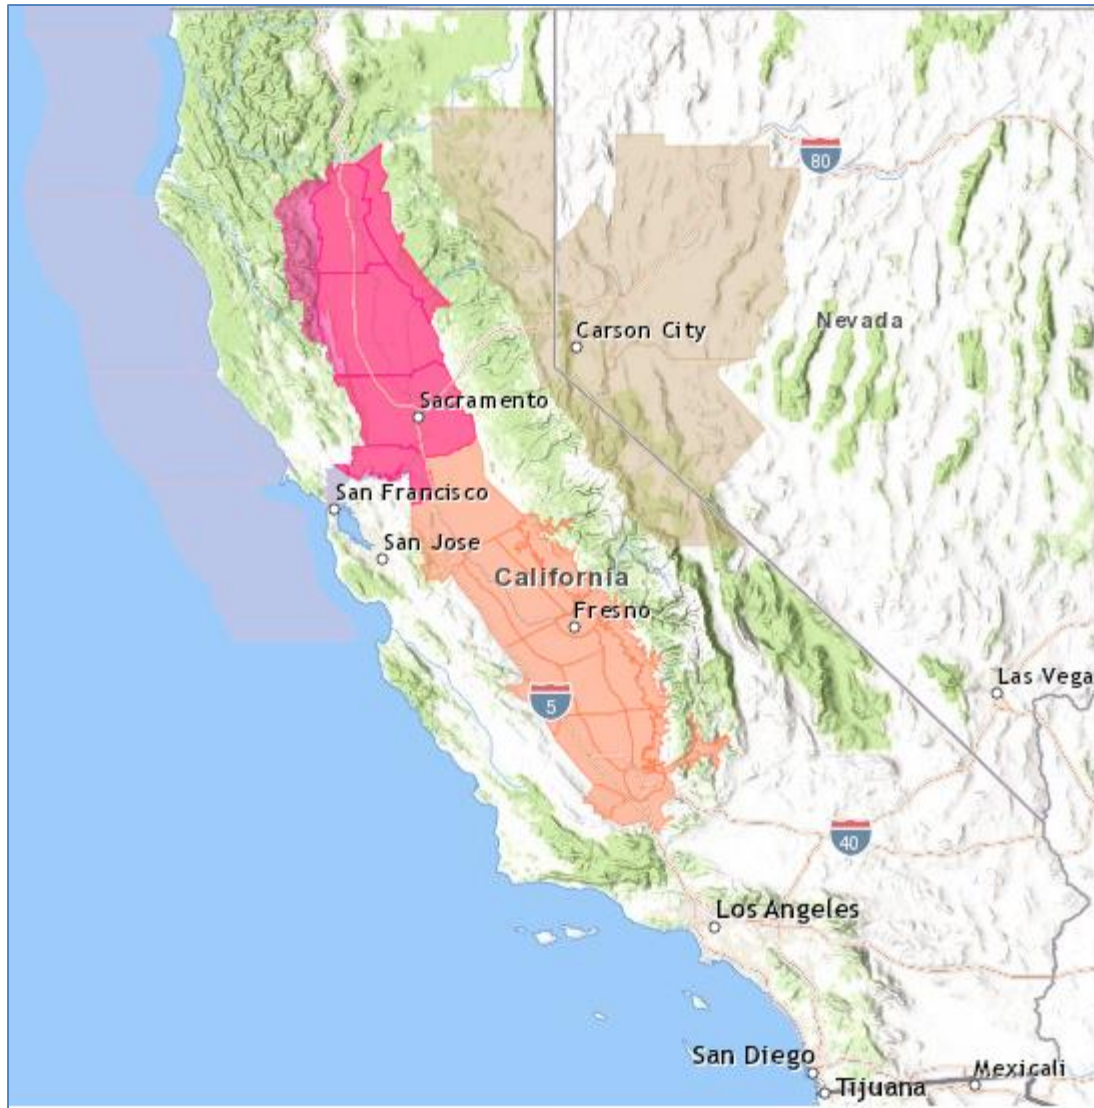 80
Carson City
Nevada
Sacramento
San Francisco
San Jose
California
Fresno
Las Vega
5
40
Los Angeles
San Diego
Mexicali
Tijuana